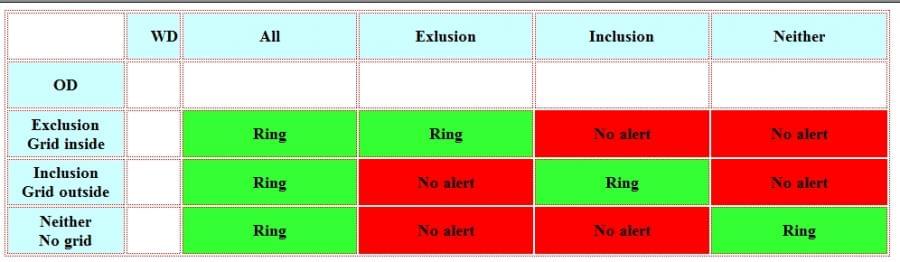 WD All Exlusion Inclusion Neither
OD
Exclusion
Grid inside Ring Ring No alert No alert
Inclusion
Grid outside Ring No alert Ring No alert
Neither
No grid Ring No alert No alert Ring